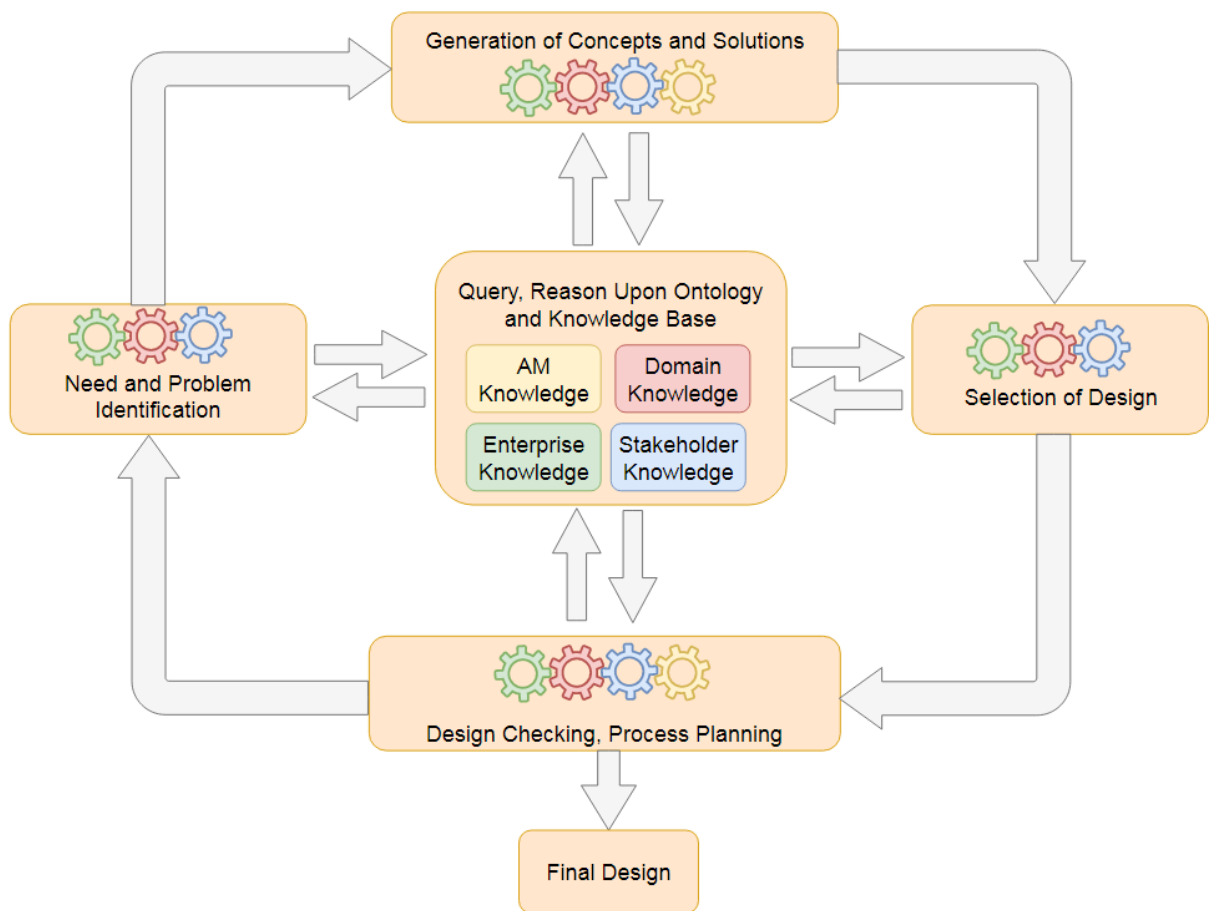 Generation of Concepts and Solutions
Query, Reason Upon Ontology
and Knowledge Base
AM
Knowledge
Domain
Knowledge
Enterprise
Knowledge
Stakeholder
Knowledge
Need and Problem
Identification
Selection of Design
Design Checking, Process Planning
Final Design